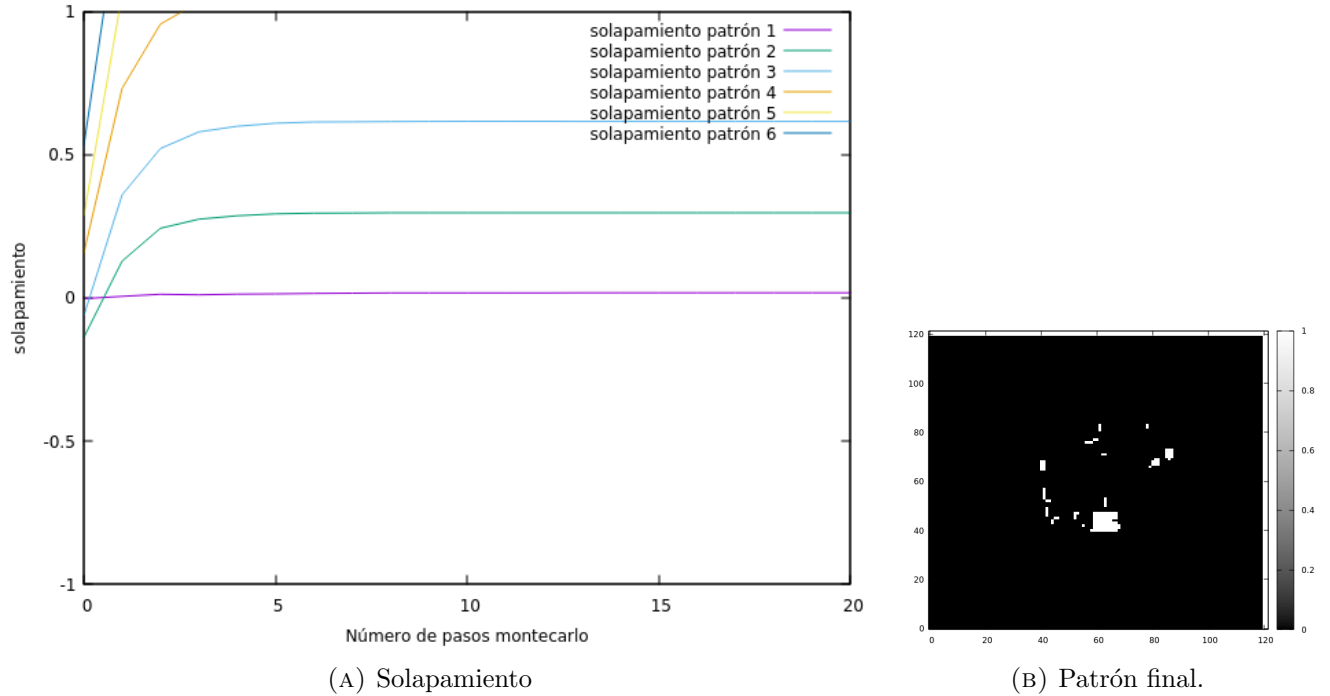 1
0.5
0
-0.5
-1
solapamiento
solapamiento patrón 1
solapamiento patrón 2
solapamiento patrón 3
solapamiento patrón 4
solapamiento patrón 5
solapamiento patrón 6
0 5 10 15 20
Número de pasos montecarlo
(A) Solapamiento
120
100
80
60
40
20
0
0 20 40 60 80 100 120
1
0.8
0.6
0.4
0.2
0
(B) Patrón final.